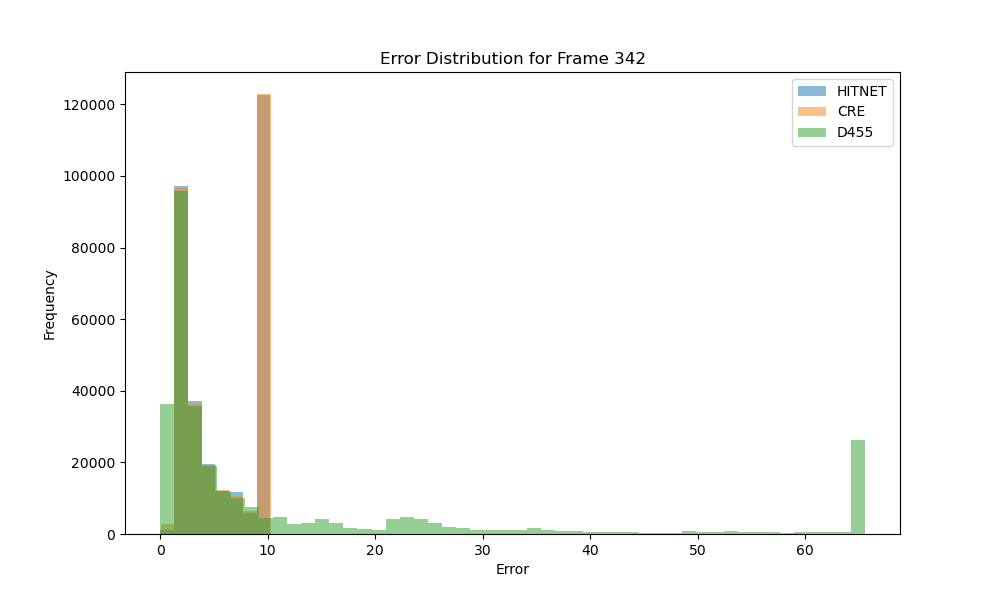 Error Distribution for Frame 342
HITNET
CRE
D455
Frequency
120000
100000
80000
60000
40000
20000
0
0 10 20 30 40 50 60
Error